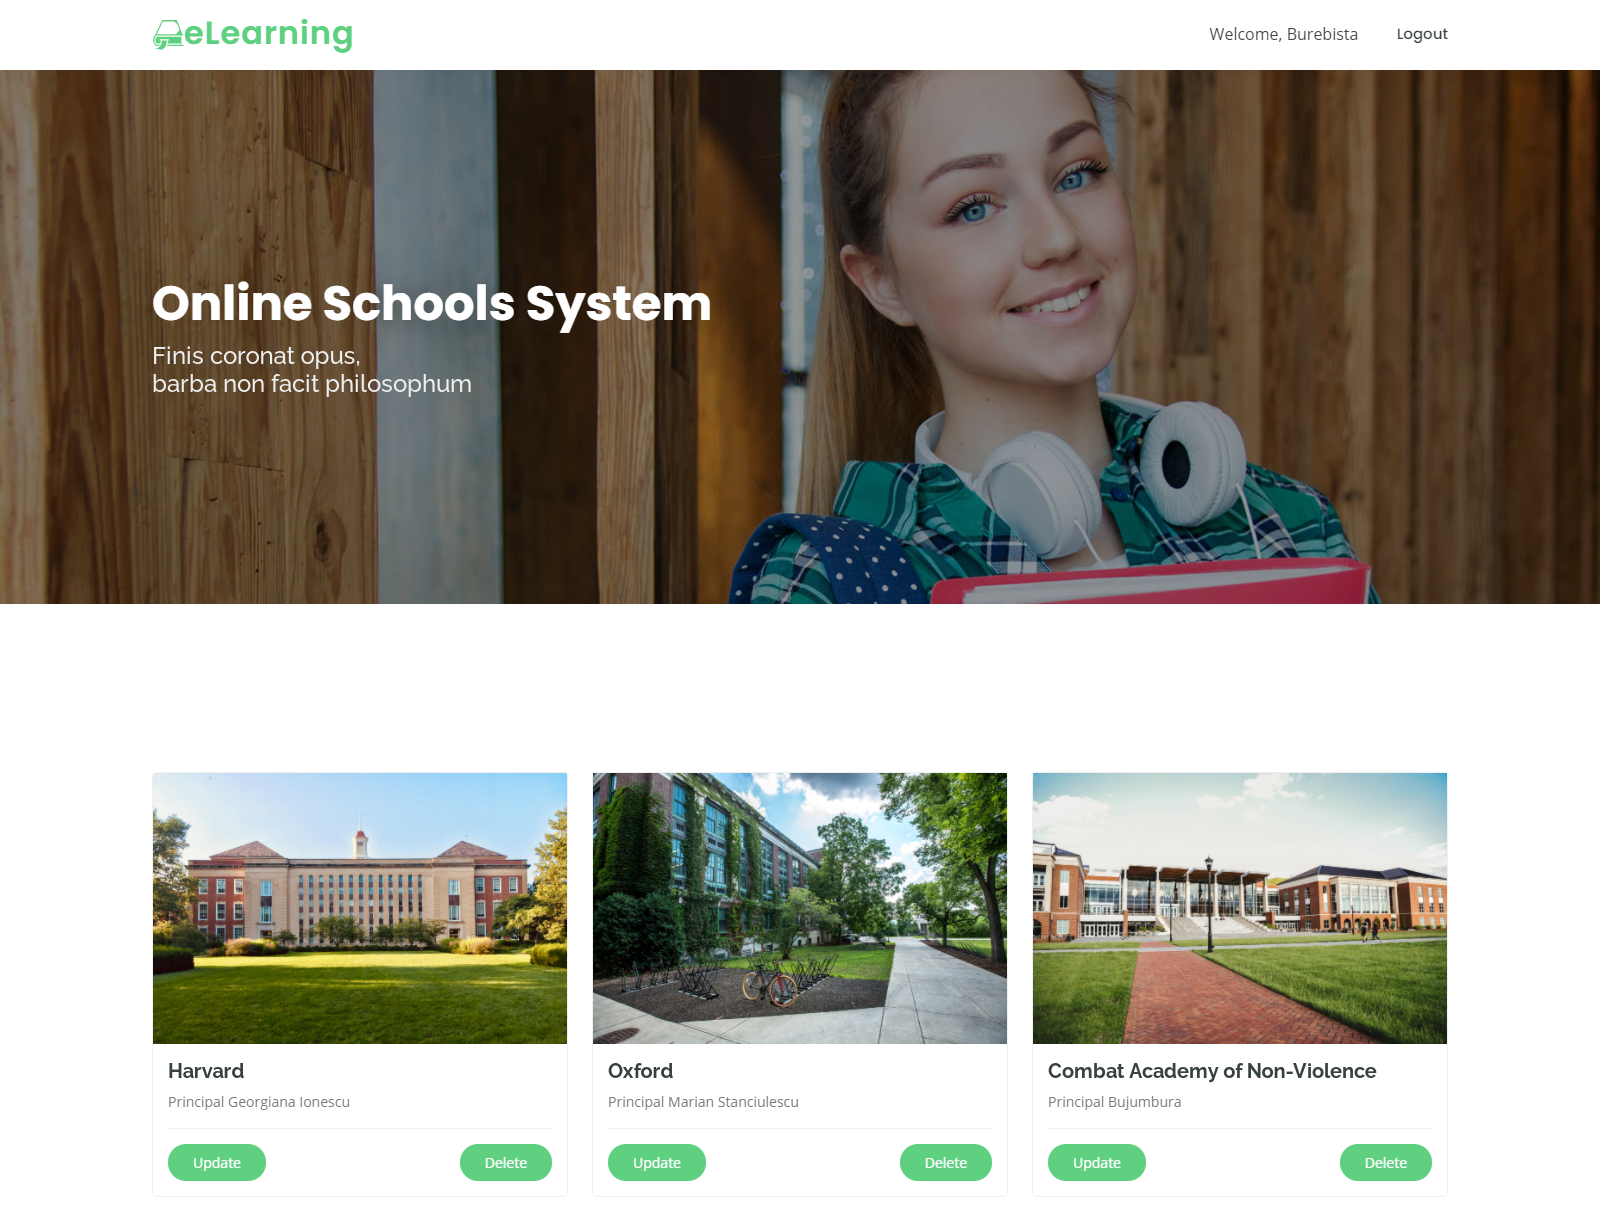 eLearning
Welcome, Burebista
Logout
Online Schools System
Finis coronat opus,
barba non facit philosophum
Harvard
Principal Georgiana Ionescu
Update
Delete
Oxford
Principal Marian Stanciulescu
Update
Delete
Combat Academy of Non-Violence
Principal Bujumbura
Update
Delete